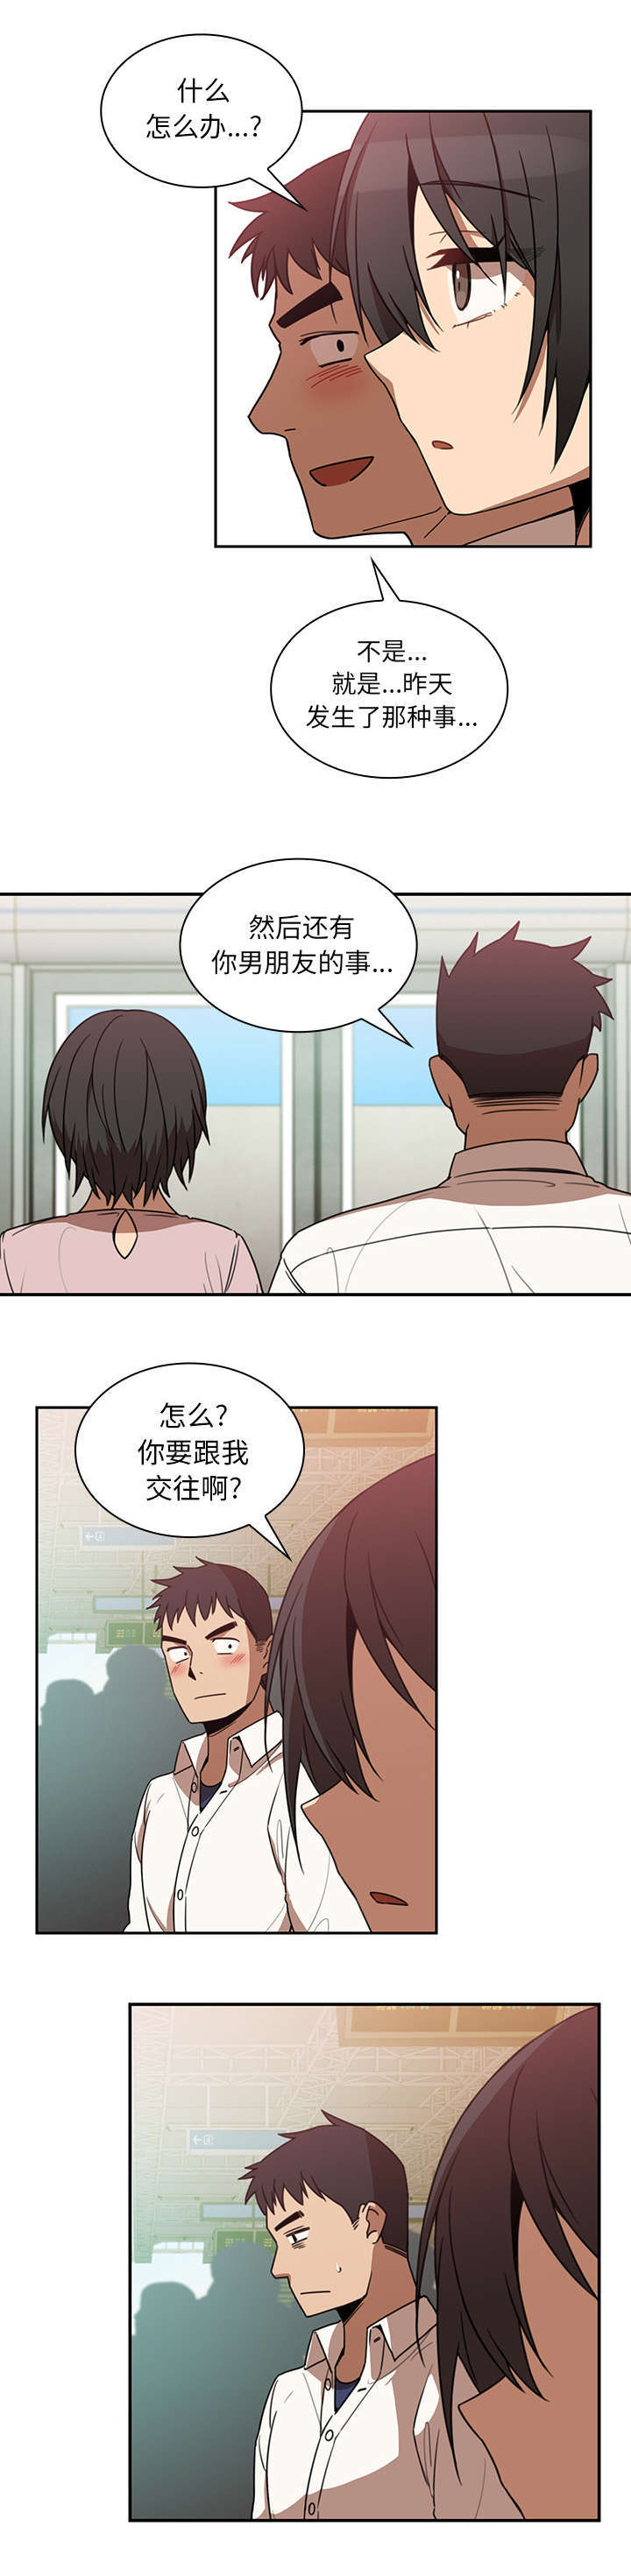 什么
怎么办...?
不是...
就是...昨天
发生了那种事...
然后还有
你男朋友的事...
怎么?
你要跟我
交往啊?